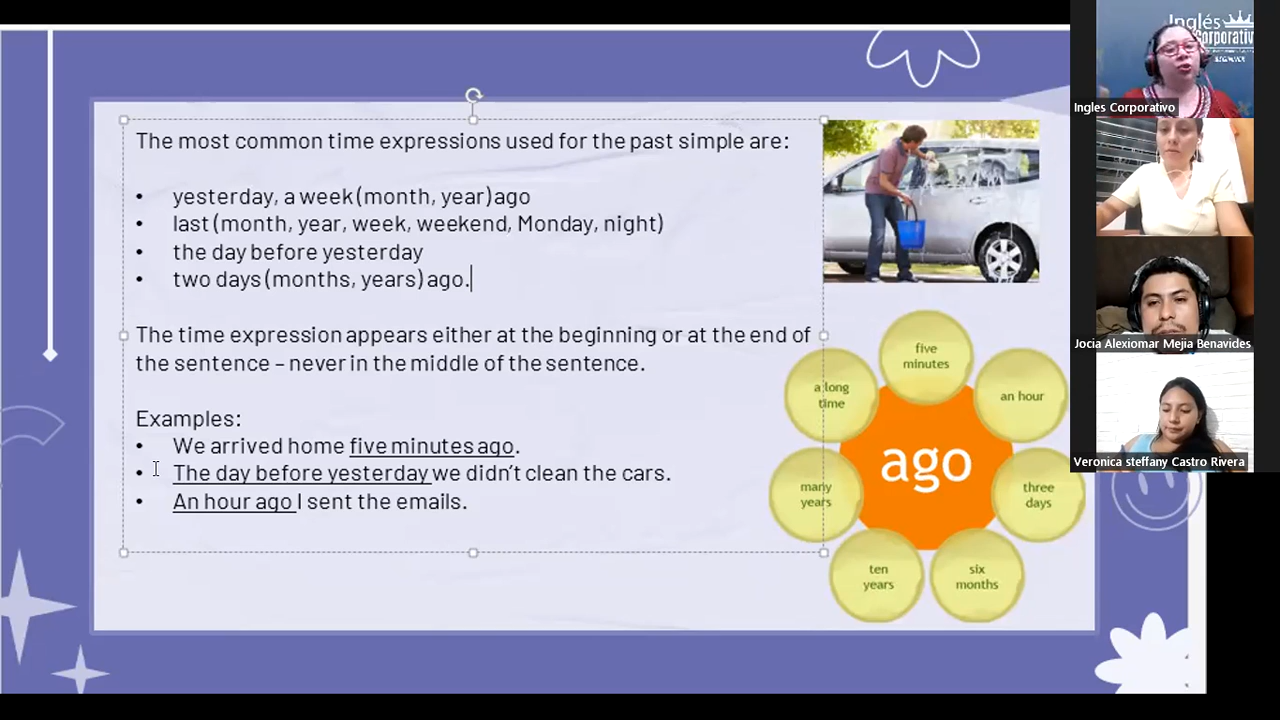 The most common time expressions used for the past simple are:
• yesterday, a week (month, year)ago
• last (month, year, week, weekend, Monday, night)
• the day before yesterday
• two days (months, years) ago.
The time expression appears either at the beginning or at the end of
the sentence – never in the middle of the sentence.
Examples:
• We arrived home five minutes ago.
• The day before yesterday we didn’t clean the cars.
• An hour ago I sent the emails.
five
minutes
a long
time
an hour
ago
many
years
three
days
ten
years
six
months
Inglés
Corporativo
Ingles Corporativo
Jocia Alexiomar Mejia Benavides
Veronica steffany Castro Rivera